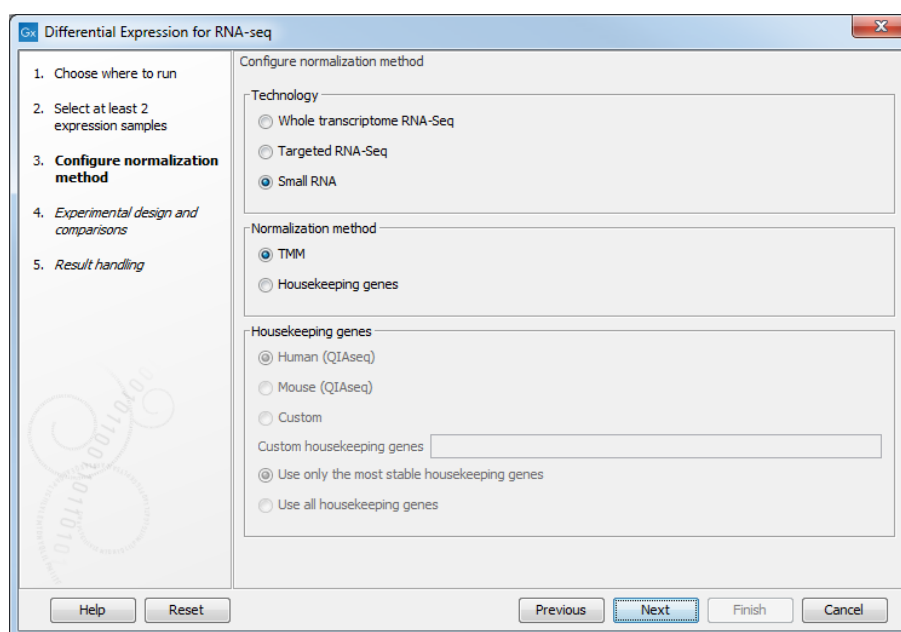 Gx Differential Expression for RNA-seq
1. Choose where to run
2. Select at least 2
expression samples
3. Configure normalization
method
4. Experimental design and
comparisons
5. Result handling
Configure normalization method
Technology
Whole transcriptome RNA-Seq
Targeted RNA-Seq
Small RNA
Normalization method
TMM
Housekeeping genes
Housekeeping genes
Human (QIAseq)
Mouse (QIAseq)
Custom
Custom housekeeping genes
Use only the most stable housekeeping genes
Use all housekeeping genes
Help Reset Previous Next Finish Cancel